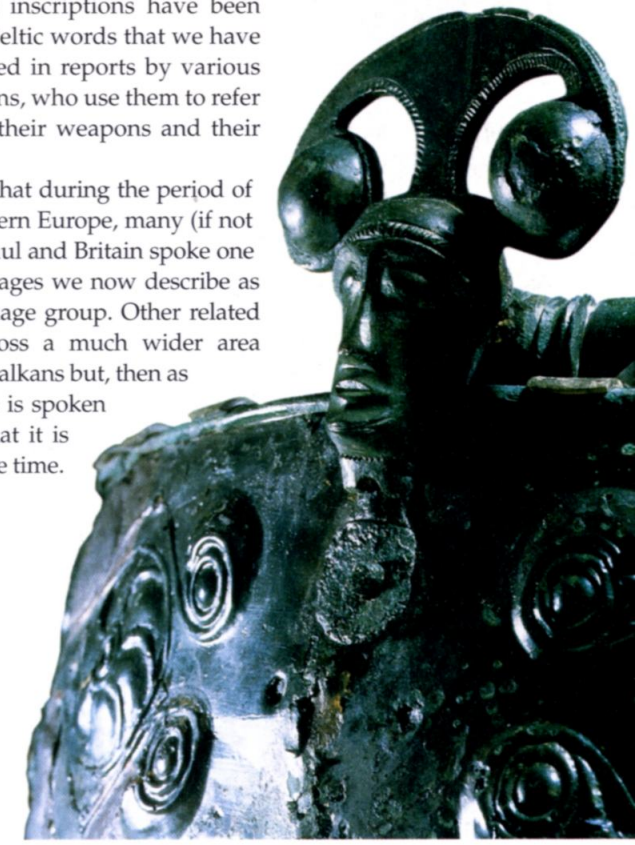 inscriptions have been
eltic words that we have
ed in reports by various
ns, who use them to refer
their weapons and their
hat during the period of
ern Europe, many (if not
ul and Britain spoke one
ages we now describe as
age group. Other related
oss a much wider area
alkans but, then as
is spoken
at it is
e time.